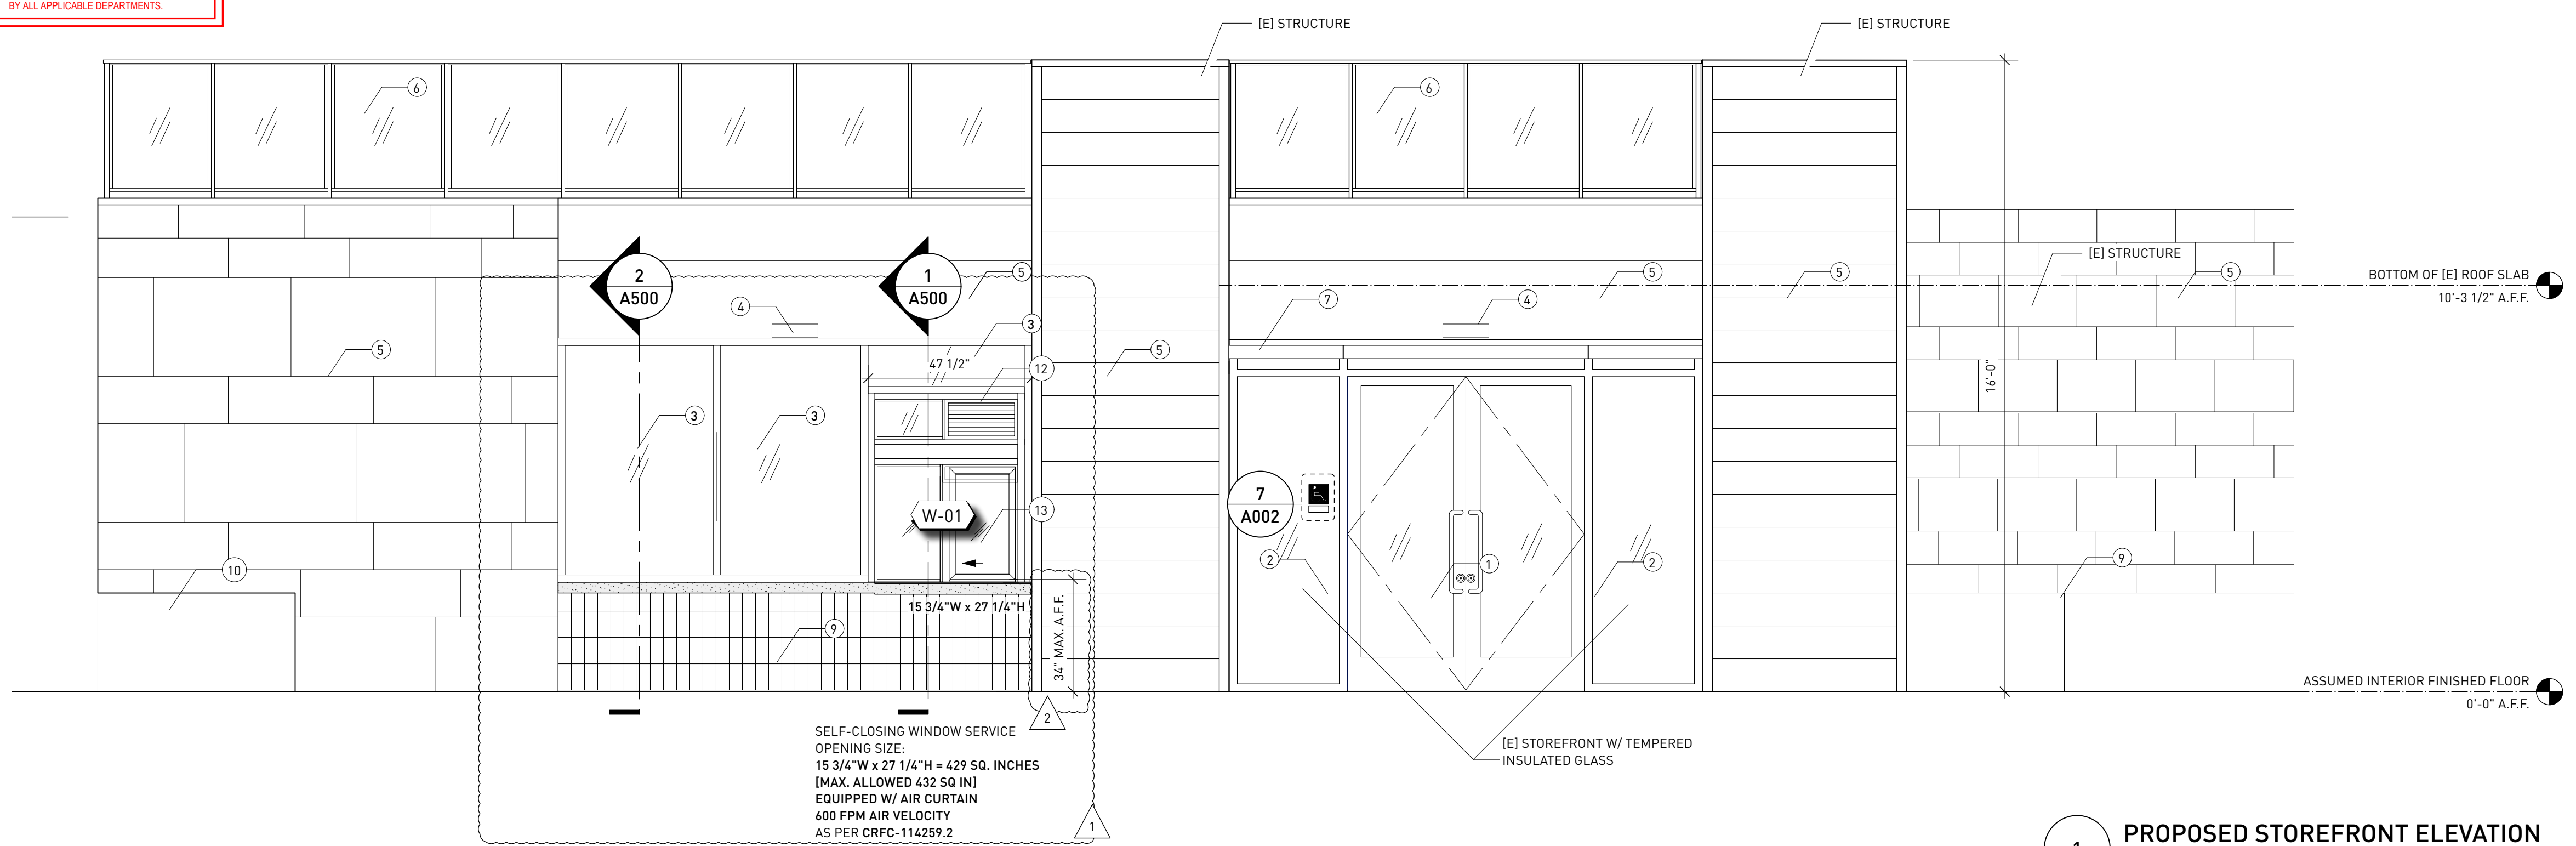 BY ALL APPLICABLE DEPARTMENTS.
[E] STRUCTURE
[E] STRUCTURE
6
6
2
A500
1
A500
5
5
5
[E] STRUCTURE
5
BOTTOM OF [E] ROOF SLAB
10'-3 1/2" A.F.F.
4
7
4
3
5
5
47 1/2"
12
16'-0"
3
3
W-01
13
7
A002
2
1
2
9
10
15 3/4"W x 27 1/4"H
34" MAX. A.F.F.
9
ASSUMED INTERIOR FINISHED FLOOR
0'-0" A.F.F.
2
SELF-CLOSING WINDOW SERVICE
OPENING SIZE:
15 3/4"W x 27 1/4"H = 429 SQ. INCHES
[MAX. ALLOWED 432 SQ IN]
EQUIPPED W/ AIR CURTAIN
600 FPM AIR VELOCITY
AS PER CRFC-114259.2
1
[E] STOREFRONT W/ TEMPERED
INSULATED GLASS
PROPOSED STOREFRONT ELEVATION